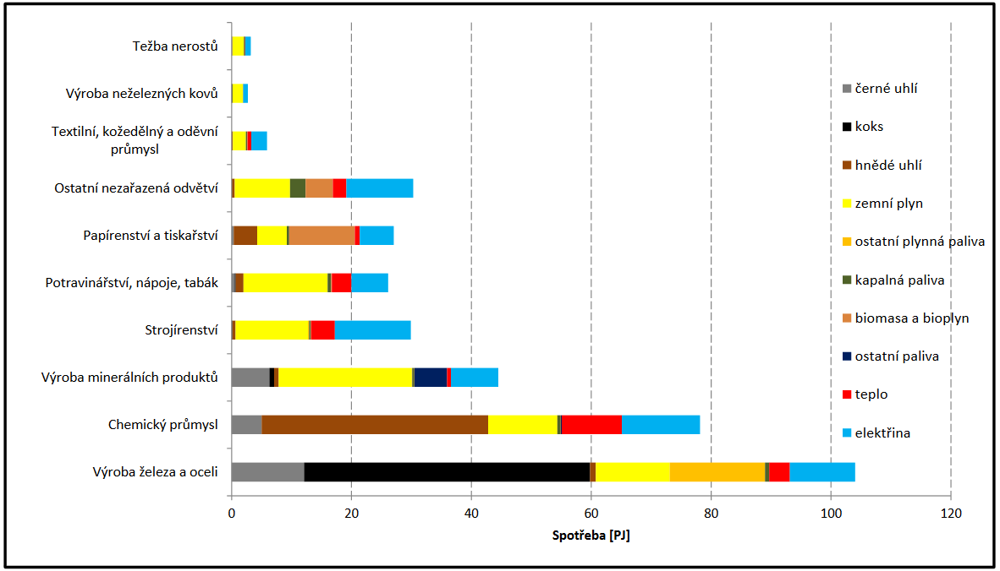 Težba nerostů
Výroba neželezných kovů
Textilní, kožedělný a oděvní
průmysl
Ostatní nezařazená odvětví
Papírenství a tiskařství
Potravinářství, nápoje, tabák
Strojírenství
Výroba minerálních produktů
Chemický průmysl
Výroba železa a oceli
0 20 40 60 80 100 120
Spotřeba [PJ]
černé uhlí
koks
hnědé uhlí
zemní plyn
ostatní plynná paliva
kapalná paliva
biomasa a bioplyn
ostatní paliva
teplo
elektřina